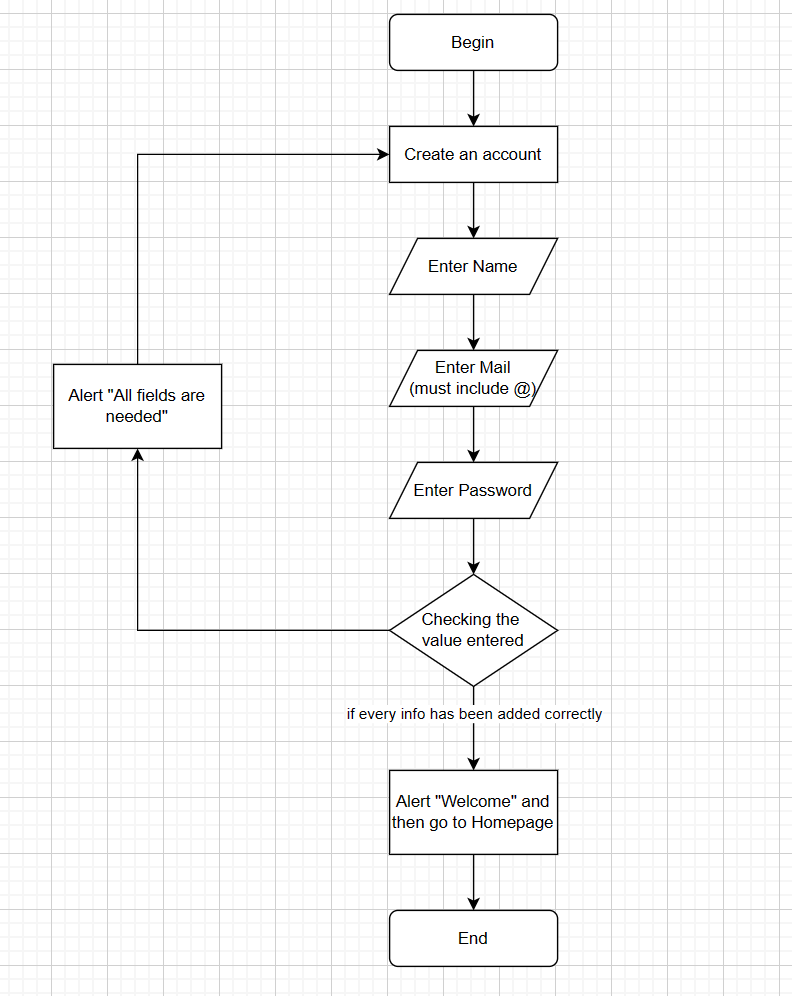 Begin
Create an account
Enter Name
Enter Mail
(must include @)
Alert "All fields are
needed"
Enter Password
Checking the
value entered
if every info has been added correctly
Alert "Welcome" and
then go to Homepage
End